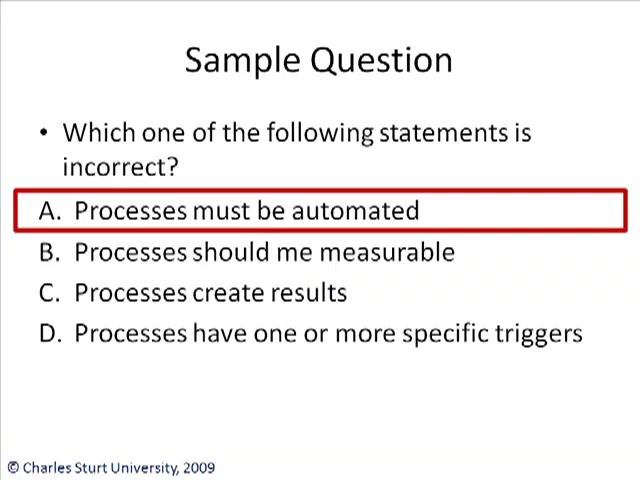 Sample Question
• Which one of the following statements is
incorrect?
A. Processes must be automated
B. Processes should me measurable
C. Processes create results
D. Processes have one or more specific triggers
© Charles Sturt University, 2009